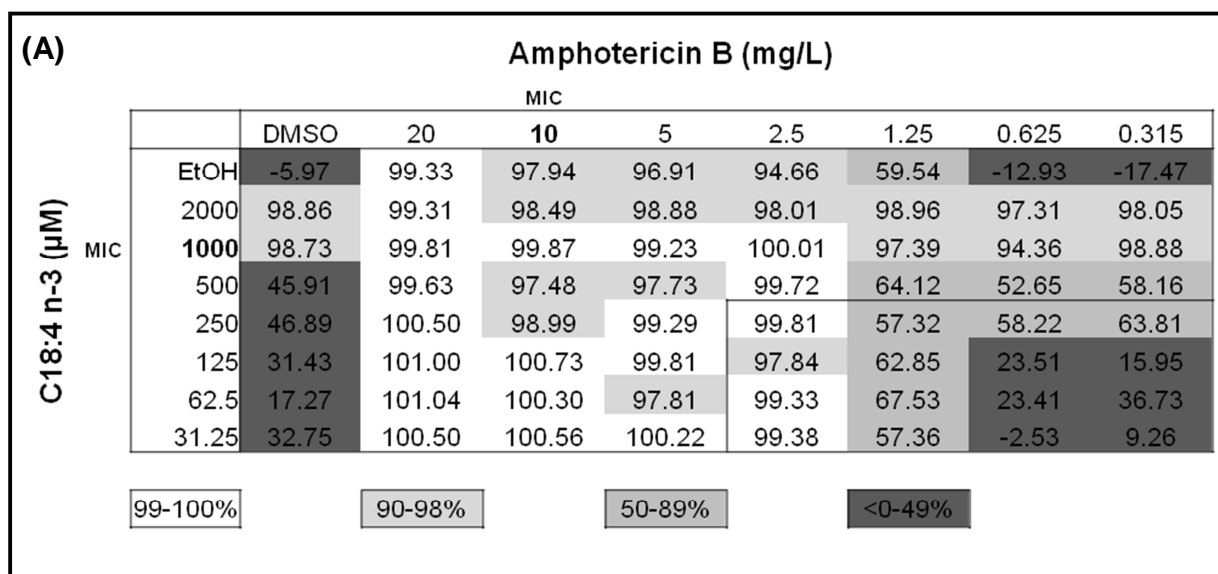 (A)
Amphotericin B (mg/L)
MIC
DMSO 20 10 5 2.5 1.25 0.625 0.315
EtOH -5.97 99.33 97.94 96.91 94.66 59.54 -12.93 -17.47
2000 98.86 99.31 98.49 98.88 98.01 98.96 97.31 98.05
MIC 1000 98.73 99.81 99.87 99.23 100.01 97.39 94.36 98.88
500 45.91 99.63 97.48 97.73 99.72 64.12 52.65 58.16
250 46.89 100.50 98.99 99.29 99.81 57.32 58.22 63.81
125 31.43 101.00 100.73 99.81 97.84 62.85 23.51 15.95
62.5 17.27 101.04 100.30 97.81 99.33 67.53 23.41 36.73
31.25 32.75 100.50 100.56 100.22 99.38 57.36 -2.53 9.26
C18:4 n-3 (µM)
99-100% 90-98% 50-89% <0-49%